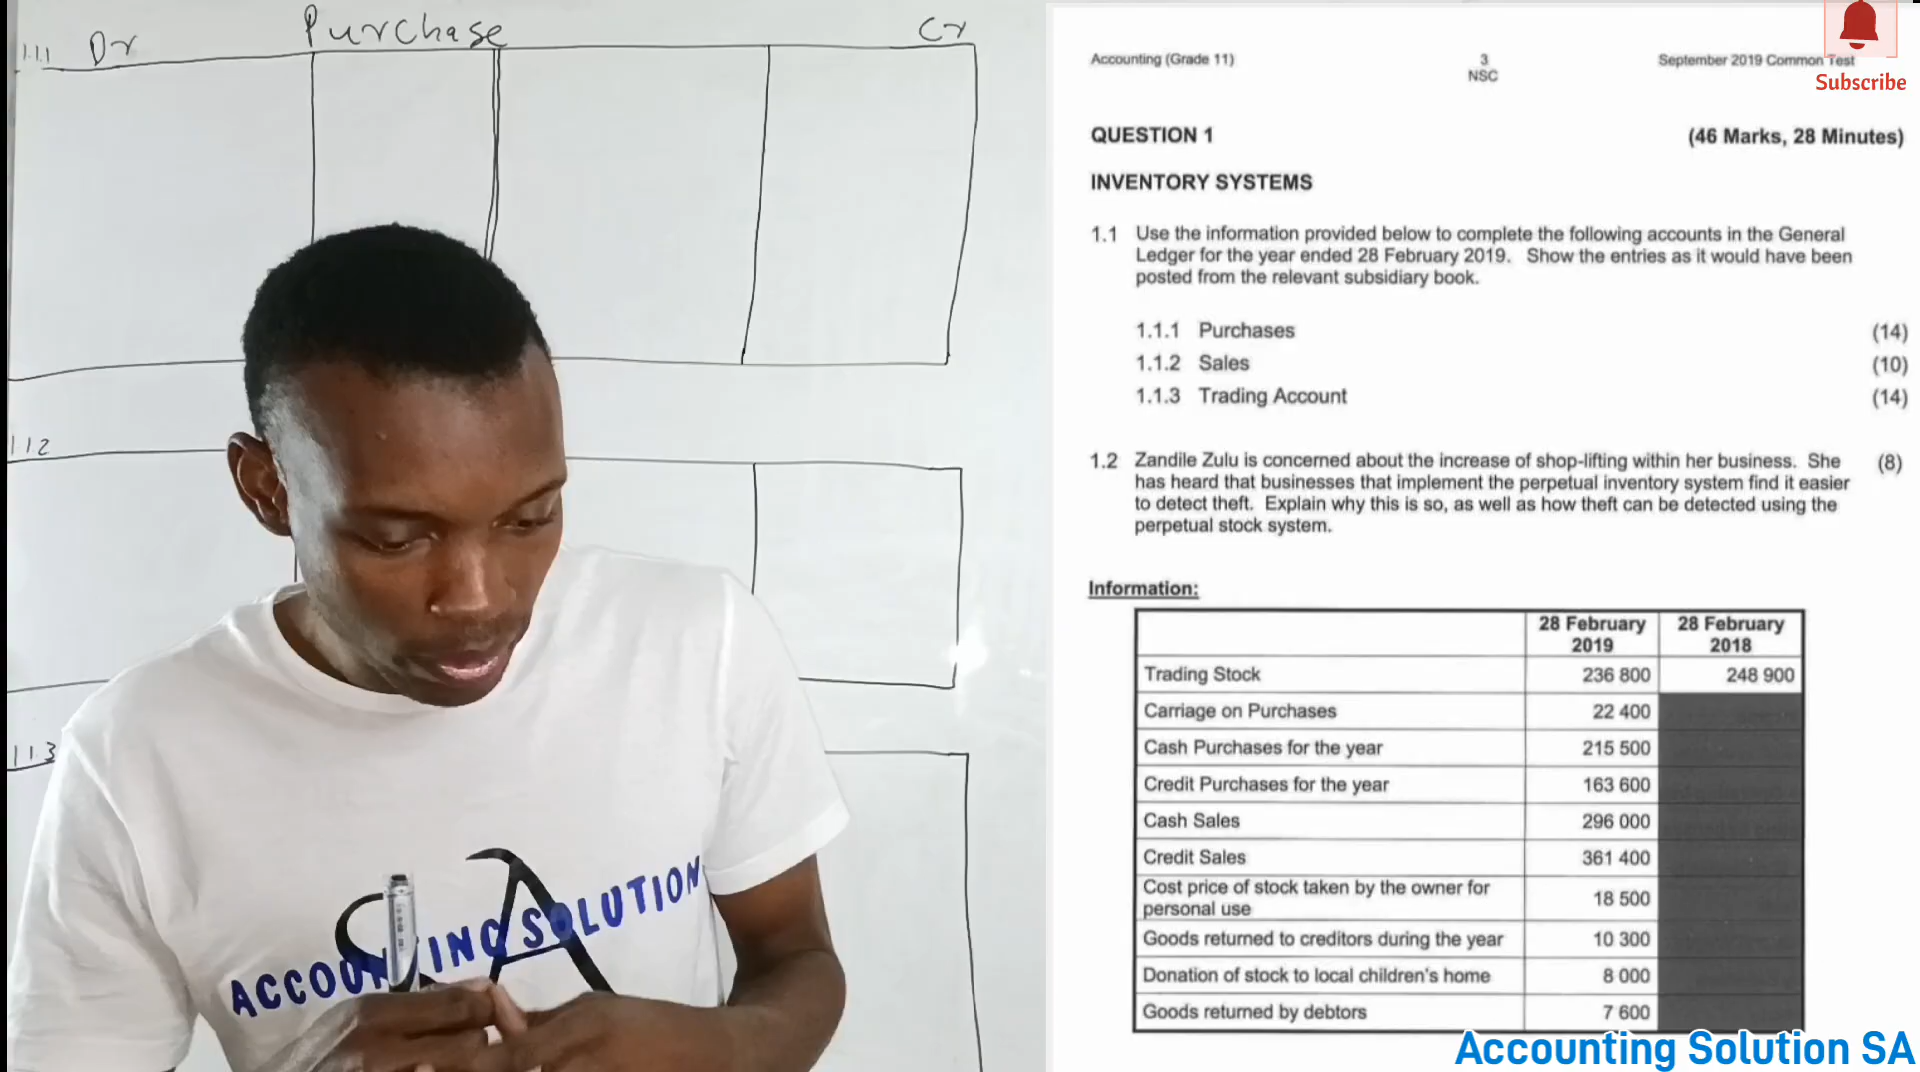 1.1.1 Dr Purchase Cr
1.1.2
1.1.3
ACCOUNTING SOLUTION
Subscribe
Accounting (Grade 11) 3 September 2019 Common Test
NSC
QUESTION 1 (46 Marks, 28 Minutes)
INVENTORY SYSTEMS
1.1 Use the information provided below to complete the following accounts in the General
Ledger for the year ended 28 February 2019. Show the entries as it would have been
posted from the relevant subsidiary book.
1.1.1 Purchases (14)
1.1.2 Sales (10)
1.1.3 Trading Account (14)
1.2 Zandile Zulu is concerned about the increase of shop-lifting within her business. She (8)
has heard that businesses that implement the perpetual inventory system find it easier
to detect theft. Explain why this is so, as well as how theft can be detected using the
perpetual stock system.
Information:
28 February 28 February
2019 2018
Trading Stock 236 800 248 900
Carriage on Purchases 22 400
Cash Purchases for the year 215 500
Credit Purchases for the year 163 600
Cash Sales 296 000
Credit Sales 361 400
Cost price of stock taken by the owner for
personal use 18 500
Goods returned to creditors during the year 10 300
Donation of stock to local children's home 8 000
Goods returned by debtors 7 600
Accounting Solution SA